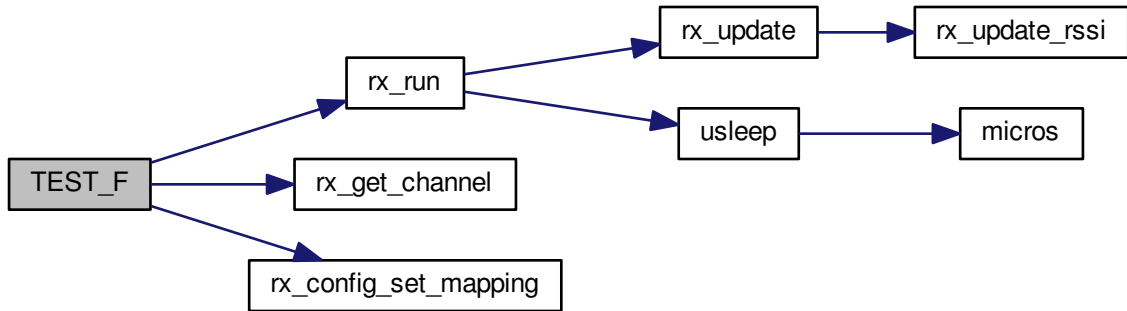 TEST_F
rx_run
rx_get_channel
rx_config_set_mapping
rx_update
usleep
rx_update_rssi
micros